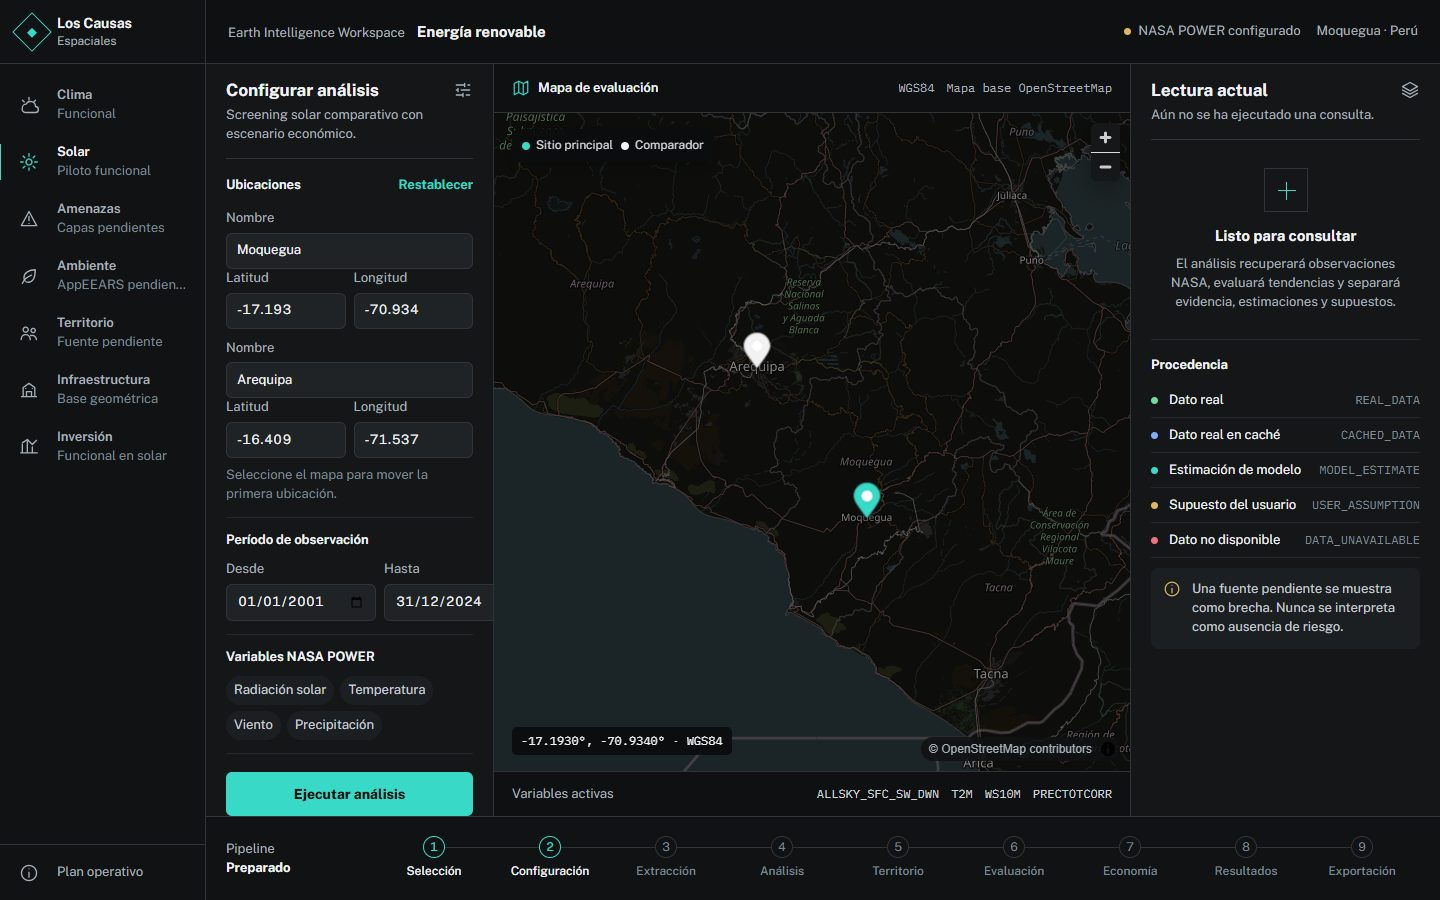 Los Causas
Espaciales
Earth Intelligence Workspace Energía renovable
NASA POWER configurado Moquegua · Perú
Clima
Funcional
Solar
Piloto funcional
Amenazas
Capas pendientes
Ambiente
AppEEARS pendien...
Territorio
Fuente pendiente
Infraestructura
Base geométrica
Inversión
Funcional en solar
Plan operativo
Configurar análisis
Screening solar comparativo con
escenario económico.
Ubicaciones Restablecer
Nombre
Moquegua
Latitud Longitud
-17.193 -70.934
Nombre
Arequipa
Latitud Longitud
-16.409 -71.537
Seleccione el mapa para mover la
primera ubicación.
Período de observación
Desde Hasta
01/01/2001 31/12/2024
Variables NASA POWER
Radiación solar Temperatura
Viento Precipitación
Ejecutar análisis
Mapa de evaluación
WGS84 Mapa base OpenStreetMap
Paisajística
de
Sitio principal Comparador
+
−
Puno
Juliaca
Puno
Arequipa
Reserva
Nacional
Salinas
y Aguada
Blanca
Arequipa
Moquegua
Moquegua
Área de
Conservación
Regional
Vilacota
Maure
Tacna
Tacna
Región de
Arica
-17.1930°, -70.9340° · WGS84
© OpenStreetMap contributors
Variables activas
ALLSKY_SFC_SW_DWN T2M WS10M PRECTOTCORR
Lectura actual
Aún no se ha ejecutado una consulta.
Listo para consultar
El análisis recuperará observaciones
NASA, evaluará tendencias y separará
evidencia, estimaciones y supuestos.
Procedencia
Dato real REAL_DATA
Dato real en caché CACHED_DATA
Estimación de modelo MODEL_ESTIMATE
Supuesto del usuario USER_ASSUMPTION
Dato no disponible DATA_UNAVAILABLE
Una fuente pendiente se muestra
como brecha. Nunca se interpreta
como ausencia de riesgo.
Pipeline
Preparado
1 2 3 4 5 6 7 8 9
Selección Configuración Extracción Análisis Territorio Evaluación Economía Resultados Exportación